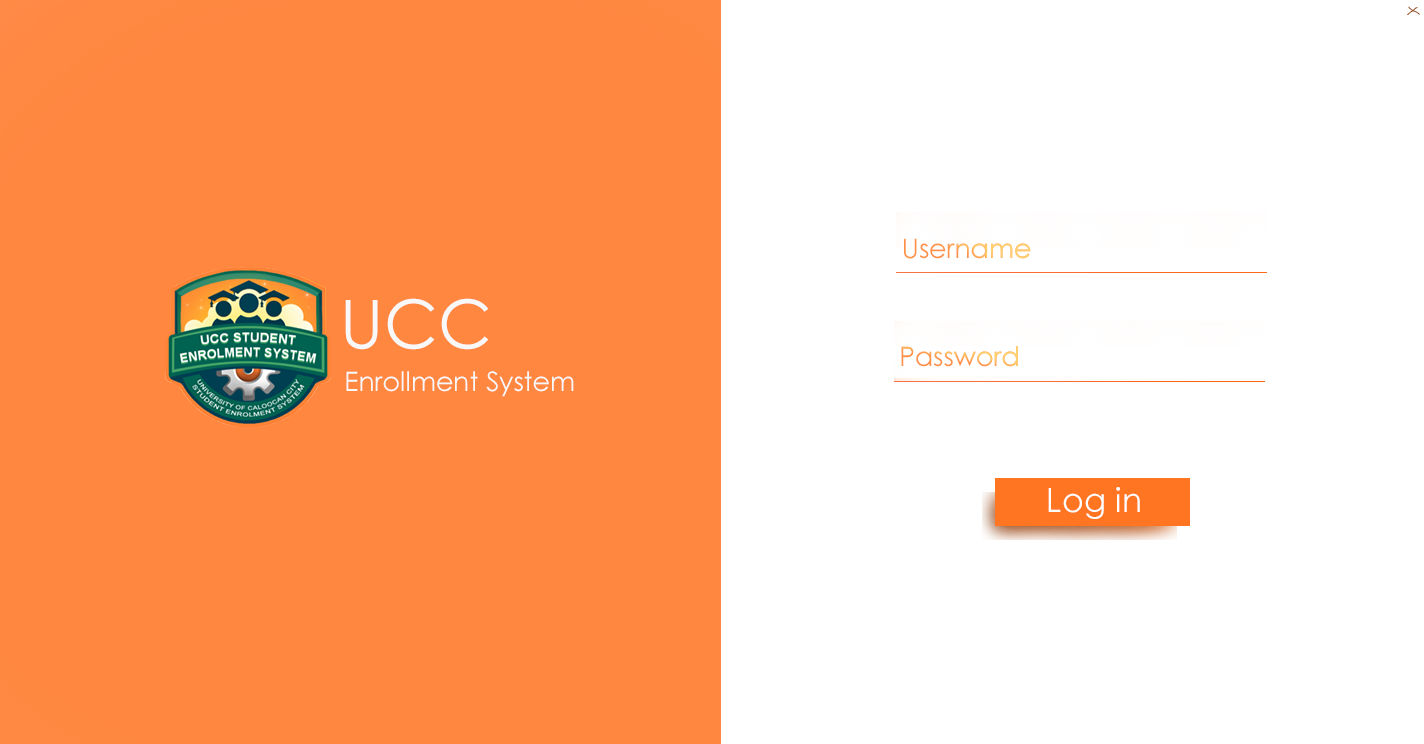 UCC STUDENT
ENROLMENT SYSTEM
UNIVERSITY OF CALOOCAN CITY
STUDENT ENROLMENT SYSTEM
UCC
Enrollment System
Username
Password
Log in